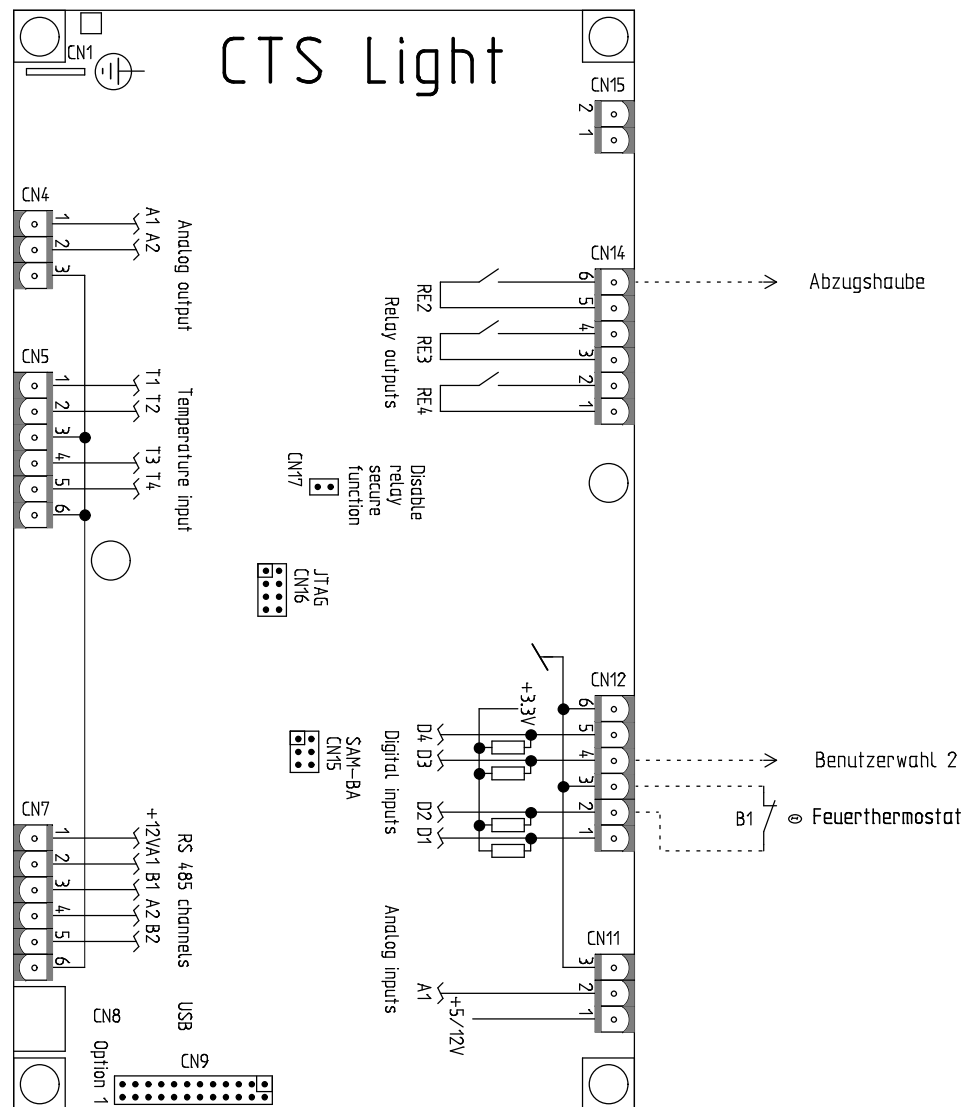 CTS Light
CN1
CN15
2
1
CN4
1
2
3
A1
A2
Analog output
CN14
6
5
4
3
2
1
RE2
RE3
RE4
Relay outputs
Abzugshaube
CN5
1
2
3
4
5
6
T1
T2
T3
T4
Temperature input
CN17
Disable
relay
secure
function
JTAG
CN16
CN12
6
5
4
3
2
1
+3.3V
D4
D3
D2
D1
Digital inputs
SAM-BA
CN15
Benutzerwahl 2
B1
Feuerthermostat
CN7
1
2
3
4
5
6
+12V
A1
B1
A2
B2
RS 485 channels
Analog inputs
CN11
3
2
1
A1
+5/12V
CN8
USB
Option 1
CN9